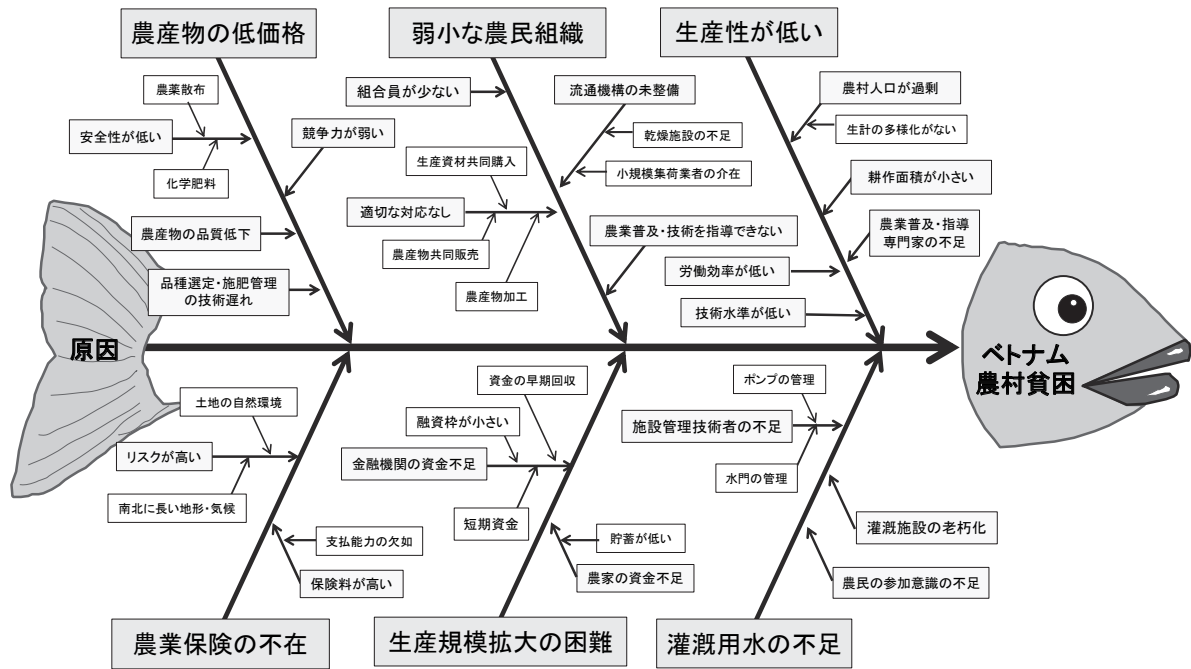 農産物の低価格
弱小な農民組織
生産性が低い
農薬散布
安全性が低い
化学肥料
競争力が弱い
農産物の品質低下
品種選定・施肥管理
の技術遅れ
組合員が少ない
流通機構の未整備
乾燥施設の不足
小規模集荷業者の介在
生産資材共同購入
適切な対応なし
農産物共同販売
農産物加工
農業普及・技術を指導できない
農村人口が過剰
生計の多様化がない
耕作面積が小さい
農業普及・指導
専門家の不足
労働効率が低い
技術水準が低い
原因
ベトナム
農村貧困
土地の自然環境
リスクが高い
南北に長い地形・気候
支払能力の欠如
保険料が高い
資金の早期回収
融資枠が小さい
金融機関の資金不足
短期資金
貯蓄が低い
農家の資金不足
ポンプの管理
施設管理技術者の不足
水門の管理
灌漑施設の老朽化
農民の参加意識の不足
農業保険の不在
生産規模拡大の困難
灌漑用水の不足